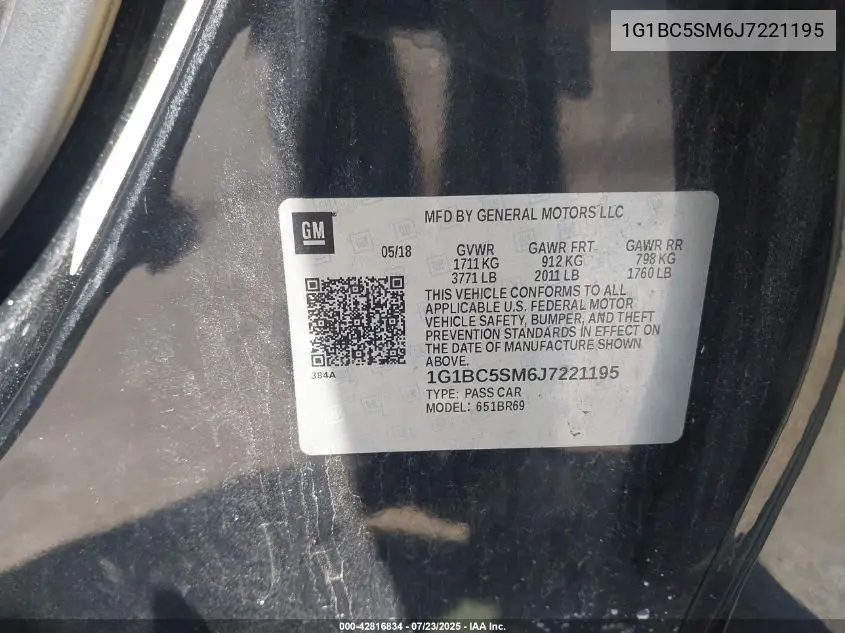 1G1BC5SM6J7221195
GM
MFD BY GENERAL MOTORS LLC
05/18
GVWR GAWR FRT GAWR RR
1711 KG 912 KG 798 KG
3771 LB 2011 LB 1760 LB
THIS VEHICLE CONFORMS TO ALL
APPLICABLE U.S. FEDERAL MOTOR
VEHICLE SAFETY, BUMPER, AND THEFT
PREVENTION STANDARDS IN EFFECT ON
THE DATE OF MANUFACTURE SHOWN
ABOVE.
384A
1G1BC5SM6J7221195
TYPE: PASS CAR
MODEL: 651BR69
000-42816834 - 07/23/2025 - IAA Inc.